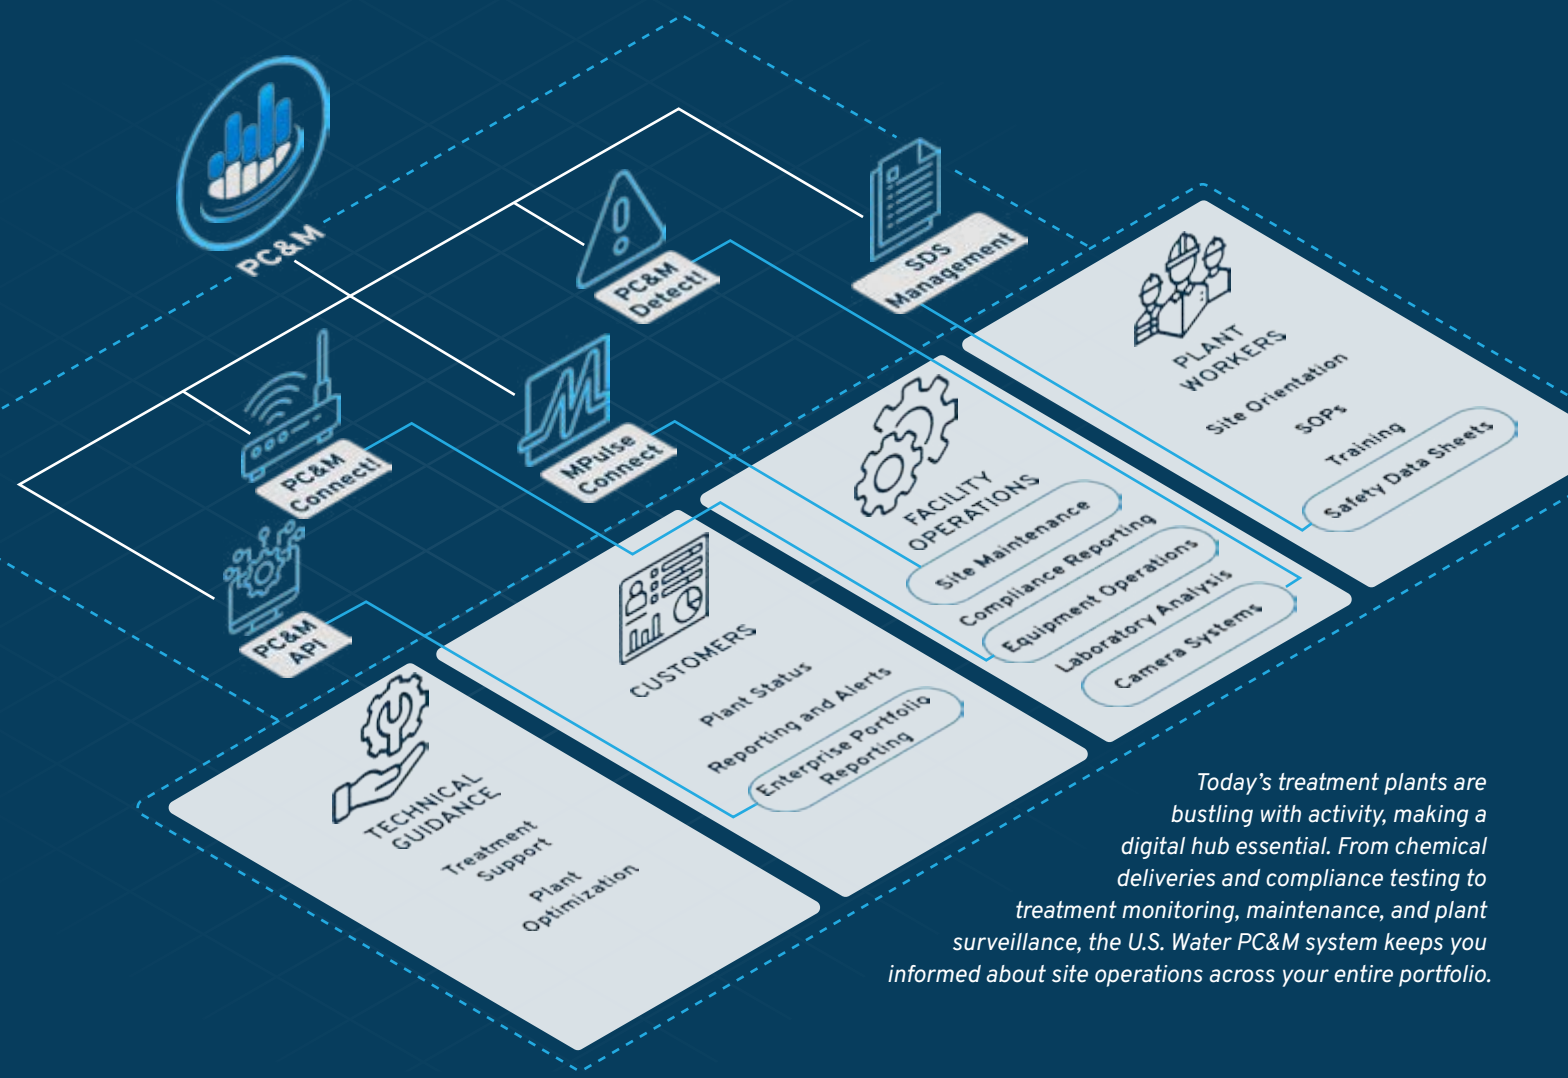 PC&M
PC&M
Detect!
SDS
Management
PC&M
Connect!
MPulse
Connect
PC&M
API
PLANT
WORKERS
Site Orientation
SOPs
Training
Safety Data Sheets
FACILITY
OPERATIONS
Site Maintenance
Compliance Reporting
Equipment Operations
Laboratory Analysis
Camera Systems
CUSTOMERS
Plant Status
Reporting and Alerts
Enterprise Portfolio
Reporting
TECHNICAL
GUIDANCE
Treatment
Support
Plant
Optimization
Today’s treatment plants are
bustling with activity, making a
digital hub essential. From chemical
deliveries and compliance testing to
treatment monitoring, maintenance, and plant
surveillance, the U.S. Water PC&M system keeps you
informed about site operations across your entire portfolio.